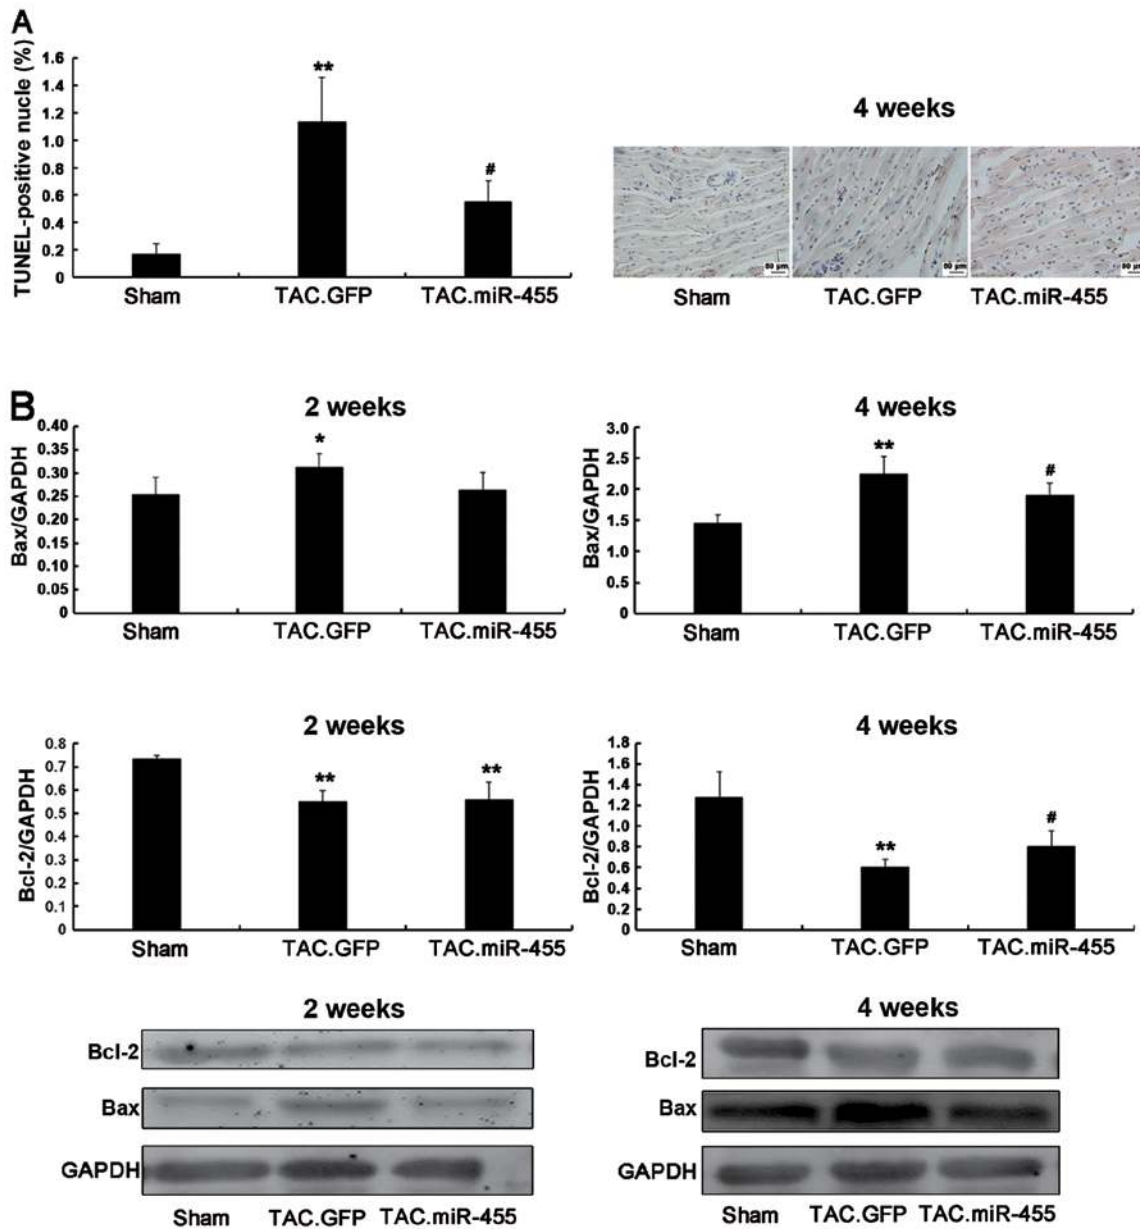 A
TUNEL-positive nucle (%)
1.6
1.4
1.2
1.0
0.8
0.6
0.4
0.2
0
**
#
Sham TAC.GFP TAC.miR-455
4 weeks
50 µm 50 µm 50 µm
Sham TAC.GFP TAC.miR-455
B
2 weeks
Bax/GAPDH
0.40
0.35
0.30
0.25
0.20
0.15
0.10
0.05
0
*
Sham TAC.GFP TAC.miR-455
4 weeks
Bax/GAPDH
3.0
2.5
2.0
1.5
1.0
0.5
0
**
#
Sham TAC.GFP TAC.miR-455
2 weeks
Bcl-2/GAPDH
0.8
0.7
0.6
0.5
0.4
0.3
0.2
0.1
0
**
**
Sham TAC.GFP TAC.miR-455
4 weeks
Bcl-2/GAPDH
1.8
1.6
1.4
1.2
1.0
0.8
0.6
0.4
0.2
0
**
#
Sham TAC.GFP TAC.miR-455
2 weeks
Bcl-2
Bax
GAPDH
Sham TAC.GFP TAC.miR-455
4 weeks
Bcl-2
Bax
GAPDH
Sham TAC.GFP TAC.miR-455